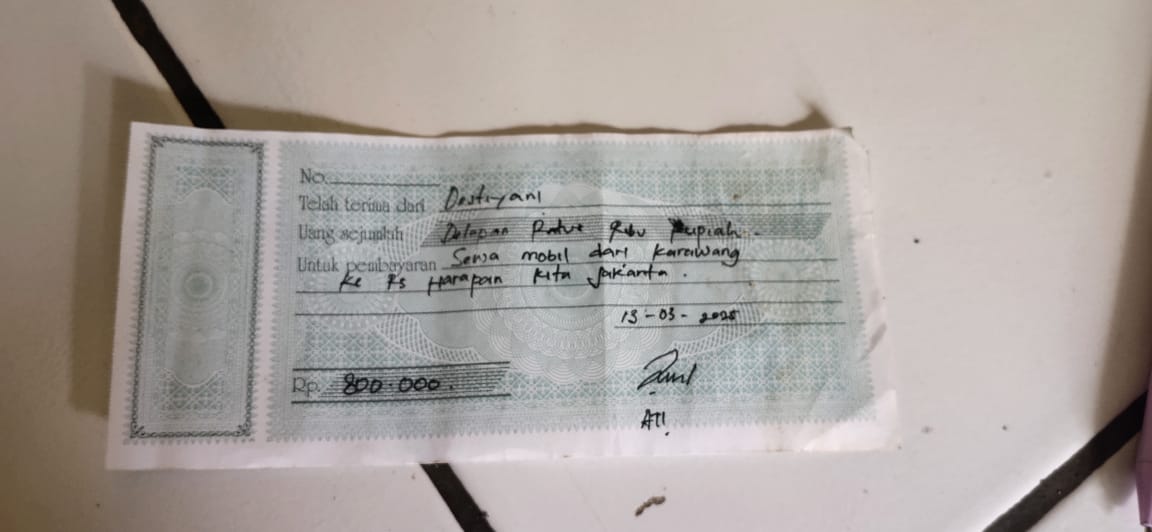 No.
Telah terima dari Destiyani
Uang sejumlah Delapan Ratus Ribu Rupiah.
Untuk pembayaran Sewa mobil dari Karawang
ke Rs Harapan Kita Jakarta.
13-03-2025
Rp. 800.000.
ATI